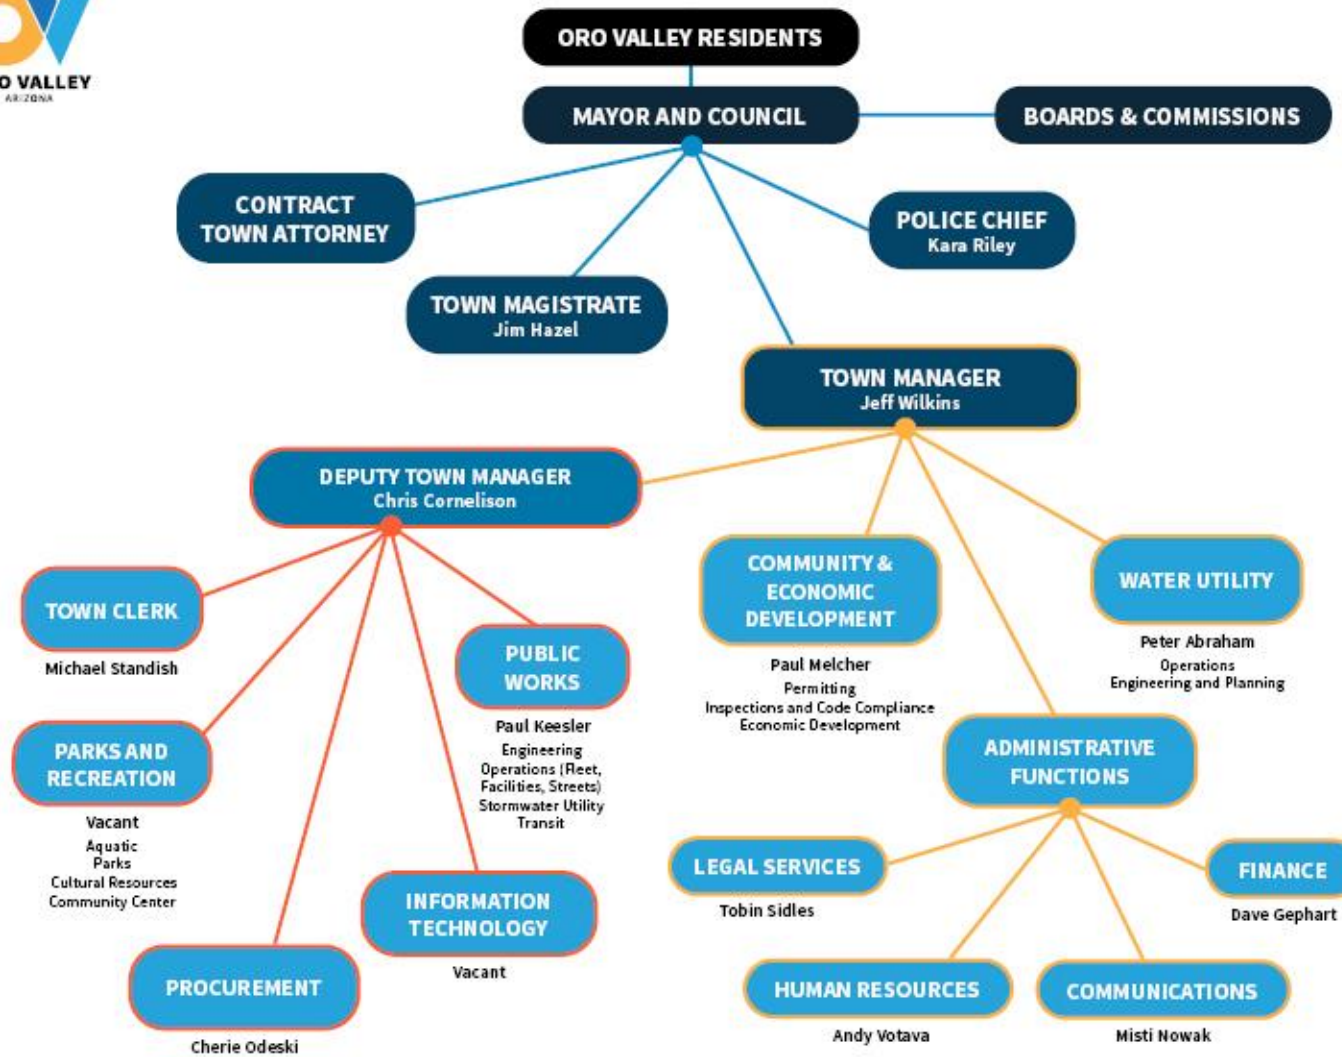 VALLEY
ARIZONA
ORO VALLEY RESIDENTS
MAYOR AND COUNCIL
BOARDS & COMMISSIONS
CONTRACT
TOWN ATTORNEY
POLICE CHIEF
Kara Riley
TOWN MAGISTRATE
Jim Hazel
TOWN MANAGER
Jeff Wilkins
DEPUTY TOWN MANAGER
Chris Cornelison
COMMUNITY &
ECONOMIC
DEVELOPMENT
Paul Melcher
Permitting
Inspections and Code Compliance
Economic Development
WATER UTILITY
Peter Abraham
Operations
Engineering and Planning
TOWN CLERK
Michael Standish
PUBLIC
WORKS
Paul Keesler
Engineering
Operations (Fleet,
Facilities, Streets)
Stormwater Utility
Transit
PARKS AND
RECREATION
Vacant
Aquatic
Parks
Cultural Resources
Community Center
ADMINISTRATIVE
FUNCTIONS
LEGAL SERVICES
Tobin Sidles
FINANCE
Dave Gephart
INFORMATION
TECHNOLOGY
Vacant
PROCUREMENT
Cherie Odeski
HUMAN RESOURCES
Andy Votava
COMMUNICATIONS
Misti Nowak